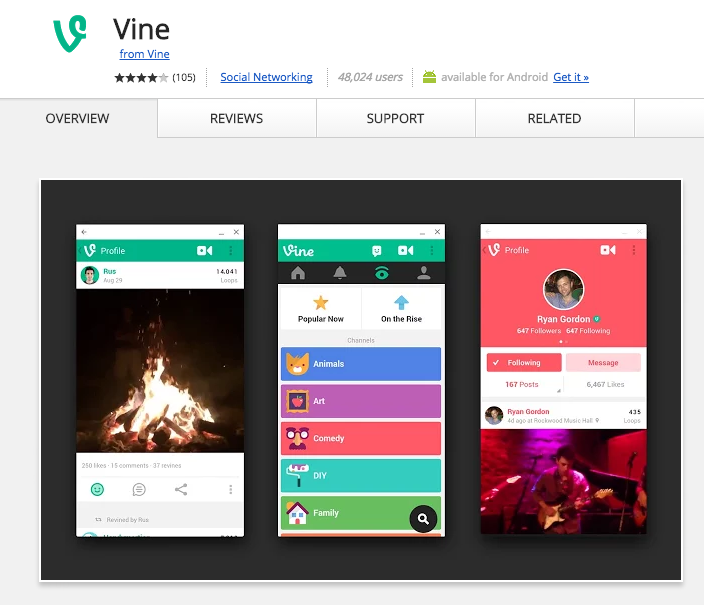 Vine
from Vine
(105)
Social Networking
48,024 users
available for Android Get it »
OVERVIEW
REVIEWS
SUPPORT
RELATED
Profile
Rus
Aug 29
14,041
Loops
250 likes · 15 comments · 37 revines
Revined by Rus
Vine
Popular Now
On the Rise
Channels
Animals
Art
Comedy
DIY
Family
Profile
Ryan Gordon
647 Followers 647 Following
Following
Message
167 Posts
6,467 Likes
Ryan Gordon
4d ago at Rockwood Music Hall
435
Loops